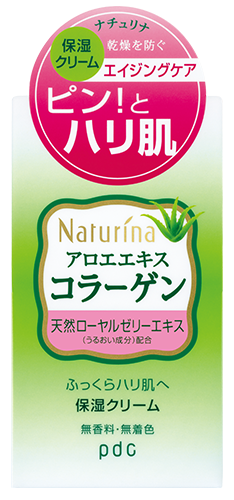 ナチュリナ
保湿
クリーム
乾燥を防ぐ
エイジングケア
ピン!と
ハリ肌
Naturína
アロエエキス
コラーゲン
天然ローヤルゼリーエキス
(うるおい成分)配合
ふっくらハリ肌へ
保湿クリーム
無香料・無着色
pdc